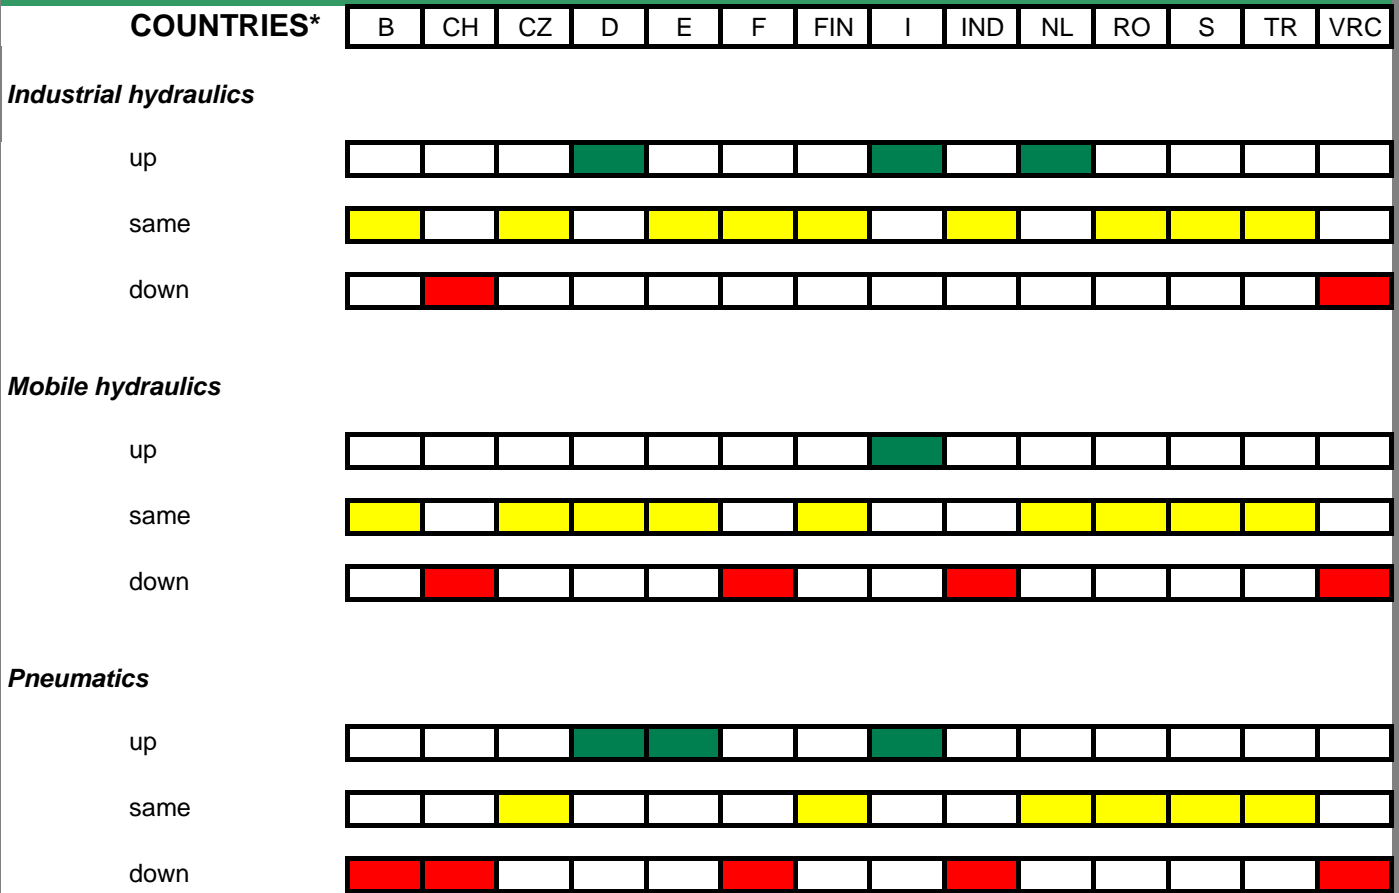 COUNTRIES* B CH CZ D E F FIN I IND NL RO S TR VRC
Industrial hydraulics
up
same
down
Mobile hydraulics
up
same
down
Pneumatics
up
same
down